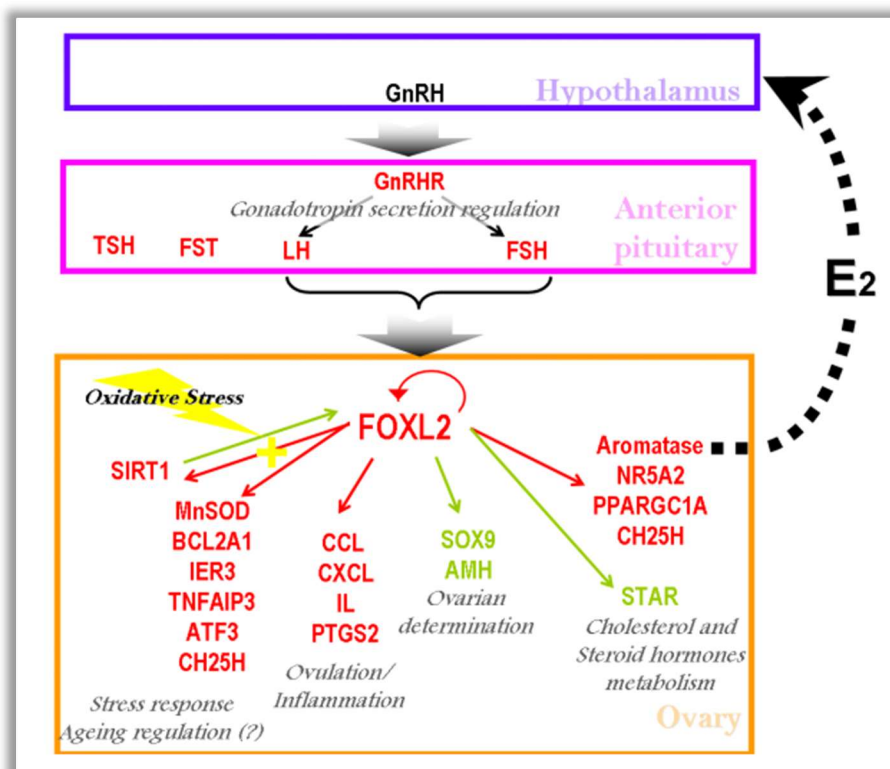 GnRH
Hypothalamus
GnRHR
Gonadotropin secretion regulation
Anterior
pituitary
TSH
FST
LH
FSH
E2
Oxidative Stress
FOXL2
SIRT1
+
MnSOD
BCL2A1
IER3
TNFAIP3
ATF3
CH25H
Stress response
Ageing regulation (?)
CCL
CXCL
IL
PTGS2
Ovulation/
Inflammation
SOX9
AMH
Ovarian
determination
Aromatase
NR5A2
PPARGC1A
CH25H
STAR
Cholesterol and
Steroid hormones
metabolism
Ovary